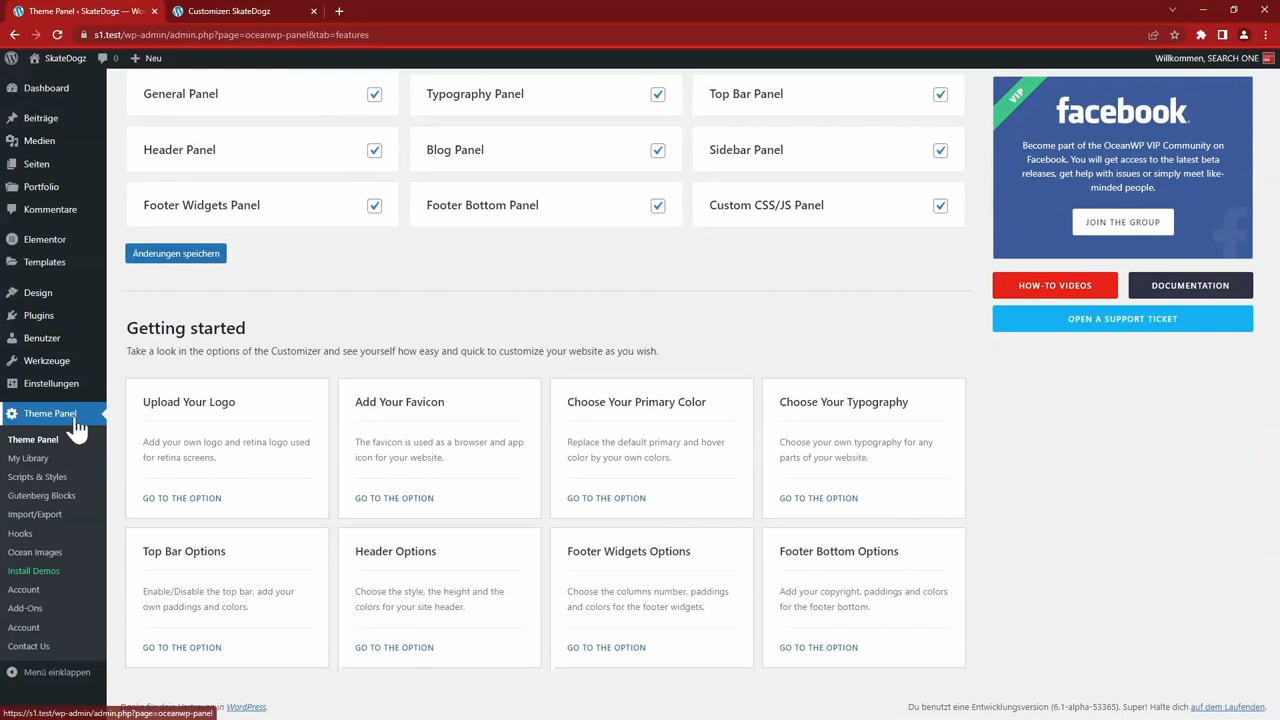 Theme Panel ‹ SkateDogz — Wo
Customizer: SkateDogz
s1.test/wp-admin/admin.php?page=oceanwp-panel&tab=features
SkateDogz
0
Neu
Willkommen, SEARCH ONE
Dashboard
Beiträge
Medien
Seiten
Portfolio
Kommentare
Elementor
Templates
Design
Plugins
Benutzer
Werkzeuge
Einstellungen
Theme Panel
Theme Panel
My Library
Scripts & Styles
Gutenberg Blocks
Import/Export
Hooks
Ocean Images
Install Demos
Account
Add-Ons
Account
Contact Us
Menü einklappen
General Panel
Typography Panel
Top Bar Panel
Header Panel
Blog Panel
Sidebar Panel
Footer Widgets Panel
Footer Bottom Panel
Custom CSS/JS Panel
Änderungen speichern
Getting started
Take a look in the options of the Customizer and see yourself how easy and quick to customize your website as you wish.
Upload Your Logo
Add your own logo and retina logo used
for retina screens.
GO TO THE OPTION
Add Your Favicon
The favicon is used as a browser and app
icon for your website.
GO TO THE OPTION
Choose Your Primary Color
Replace the default primary and hover
color by your own colors.
GO TO THE OPTION
Choose Your Typography
Choose your own typography for any
parts of your website.
GO TO THE OPTION
Top Bar Options
Enable/Disable the top bar, add your
own paddings and colors.
GO TO THE OPTION
Header Options
Choose the style, the height and the
colors for your site header.
GO TO THE OPTION
Footer Widgets Options
Choose the columns number, paddings
and colors for the footer widgets.
GO TO THE OPTION
Footer Bottom Options
Add your copyright, paddings and colors
for the footer bottom.
GO TO THE OPTION
VIP
facebook
Become part of the OceanWP VIP Community on
Facebook. You will get access to the latest beta
releases, get help with issues or simply meet like-
minded people.
JOIN THE GROUP
HOW-TO VIDEOS
DOCUMENTATION
OPEN A SUPPORT TICKET
in WordPress.
Du benutzt eine Entwicklungsversion (6.1-alpha-53365). Super! Halte dich auf dem Laufenden.
https://s1.test/wp-admin/admin.php?page=oceanwp-panel